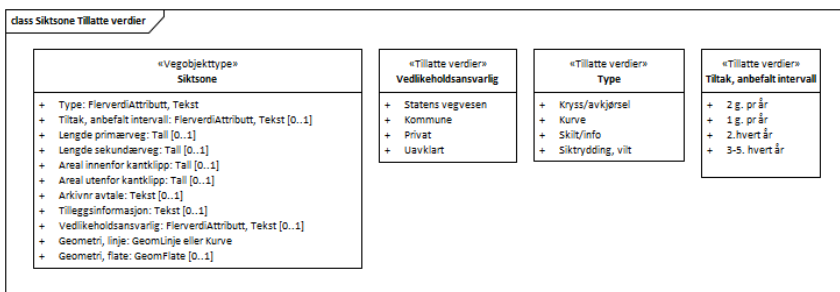 class Siktsone Tillatte verdier
«Vegobjekttype»
Siktsone
+ Type: FlerverdiAttributt, Tekst
+ Tiltak, anbefalt intervall: FlerverdiAttributt, Tekst [0..1]
+ Lengde primærveg: Tall [0..1]
+ Lengde sekundærveg: Tall [0..1]
+ Areal innenfor kantklipp: Tall [0..1]
+ Areal utenfor kantklipp: Tall [0..1]
+ Arkivnr avtale: Tekst [0..1]
+ Tilleggsinformasjon: Tekst [0..1]
+ Vedlikeholdsansvarlig: FlerverdiAttributt, Tekst [0..1]
+ Geometri, linje: GeomLinje eller Kurve
+ Geometri, flate: GeomFlate [0..1]
«Tillatte verdier»
Vedlikeholdsansvarlig
+ Statens vegvesen
+ Kommune
+ Privat
+ Uavklart
«Tillatte verdier»
Type
+ Kryss/avkjørsel
+ Kurve
+ Skilt/info
+ Siktrydding, vilt
«Tillatte verdier»
Tiltak, anbefalt intervall
+ 2 g. pr år
+ 1 g. pr år
+ 2.hvert år
+ 3-5. hvert år